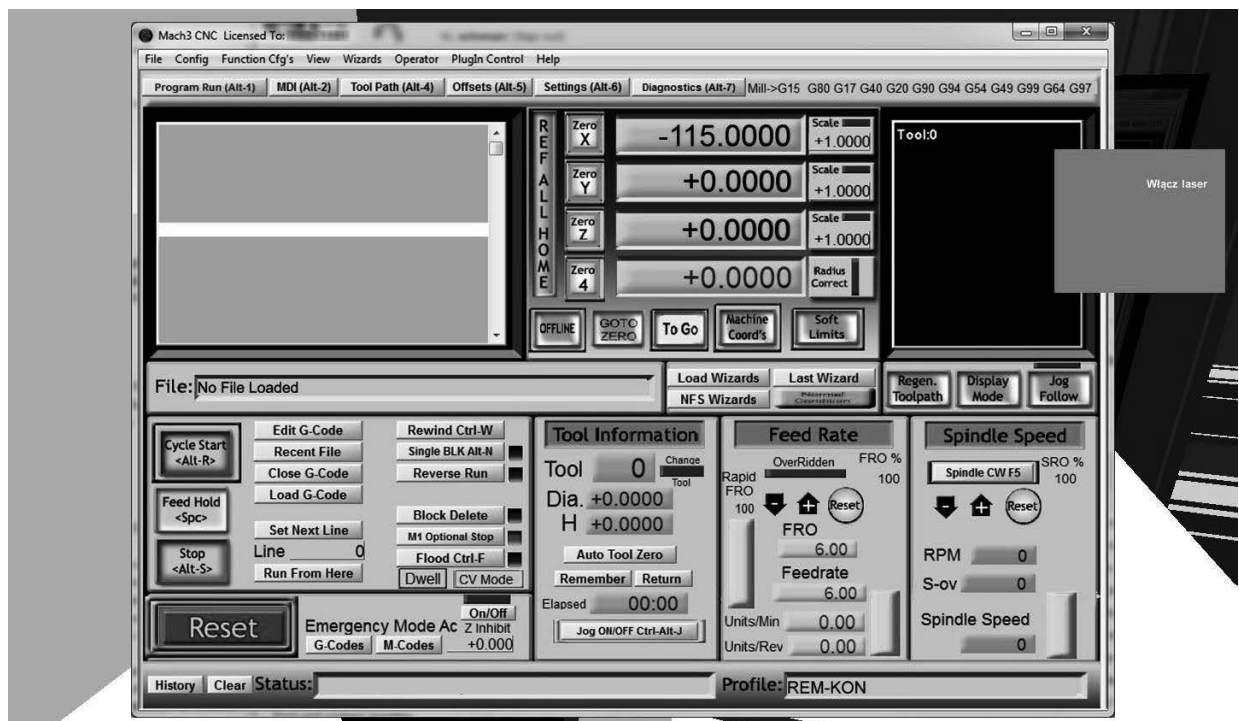 Mach3 CNC Licensed To:
File Config Function Cfg's View Wizards Operator PlugIn Control Help
Program Run (Alt-1) MDI (Alt-2) Tool Path (Alt-4) Offsets (Alt-5) Settings (Alt-6) Diagnostics (Alt-7) Mill->G15 G80 G17 G40 G20 G90 G94 G54 G49 G99 G64 G97
REF ALL HOME
Zero X -115.0000 Scale +1.0000
Zero Y +0.0000 Scale +1.0000
Zero Z +0.0000 Scale +1.0000
Zero 4 +0.0000 Radius Correct
OFFLINE GOTO ZERO To Go Machine Coord's Soft Limits
Tool:0
Włącz laser
File: No File Loaded
Load Wizards Last Wizard
NFS Wizards Normal Condition
Regen. Toolpath Display Mode Jog Follow
Cycle Start <Alt-R>
Feed Hold <Spc>
Stop <Alt-S>
Edit G-Code
Recent File
Close G-Code
Load G-Code
Set Next Line
Line 0
Run From Here
Rewind Ctrl-W
Single BLK Alt-N
Reverse Run
Block Delete
M1 Optional Stop
Flood Ctrl-F
Dwell CV Mode
Reset
Emergency Mode Ac
G-Codes M-Codes
On/Off
Z Inhibit
+0.000
Tool Information
Tool 0 Change Tool
Dia. +0.0000
H +0.0000
Auto Tool Zero
Remember Return
Elapsed 00:00
Jog ON/OFF Ctrl-Alt-J
Feed Rate
OverRidden FRO % 100
Rapid FRO 100
Reset
FRO
6.00
Feedrate
6.00
Units/Min 0.00
Units/Rev 0.00
Spindle Speed
Spindle CW F5 SRO % 100
Reset
RPM 0
S-ov 0
Spindle Speed
0
History Clear Status: Profile: REM-KON